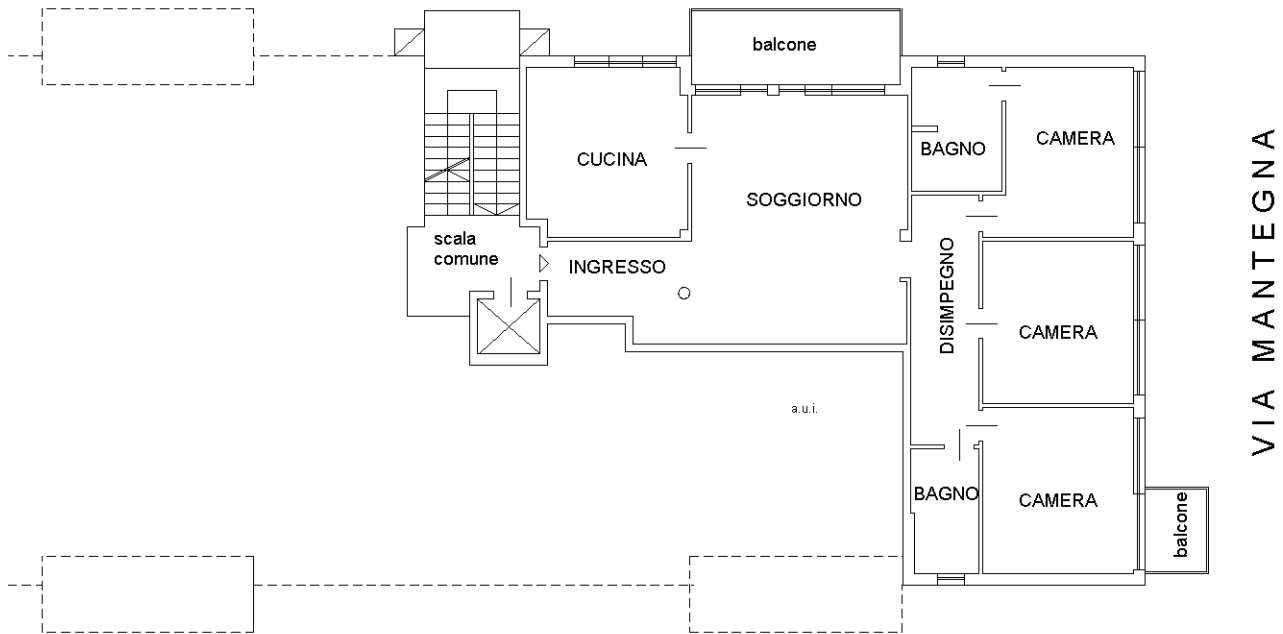 balcone
CUCINA
BAGNO
CAMERA
SOGGIORNO
scala
comune
INGRESSO
DISIMPEGNO
CAMERA
a.u.i.
BAGNO
CAMERA
balcone
VIA MANTEGNA